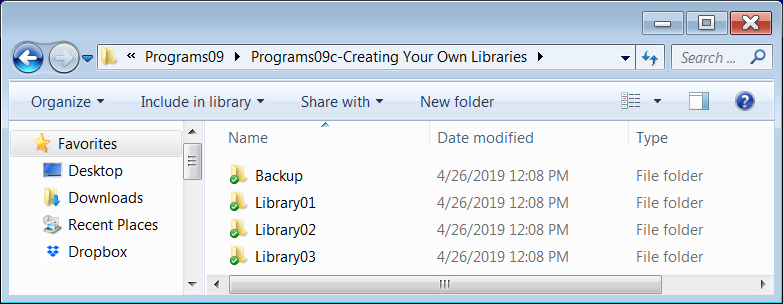 « Programs09 Programs09c-Creating Your Own Libraries Search ...
Organize Include in library Share with New folder
Favorites
Desktop
Downloads
Recent Places
Dropbox
Name Date modified Type
Backup 4/26/2019 12:08 PM File folder
Library01 4/26/2019 12:08 PM File folder
Library02 4/26/2019 12:08 PM File folder
Library03 4/26/2019 12:08 PM File folder